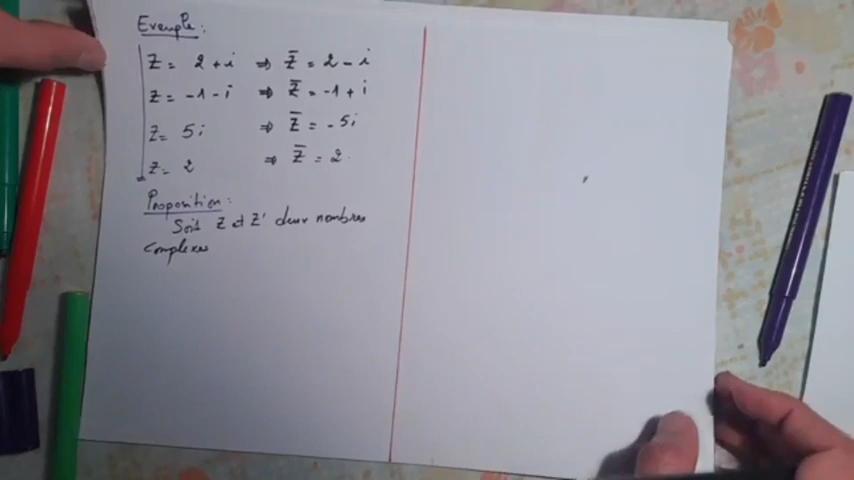 Exemple:
Z = 2 + i ⇒ Z̄ = 2 - i
Z = -1 - i ⇒ Z̄ = -1 + i
Z = 5i ⇒ Z̄ = -5i
Z = 2 ⇒ Z̄ = 2.
Proposition:
Soit Z et Z' deux nombres
complexes